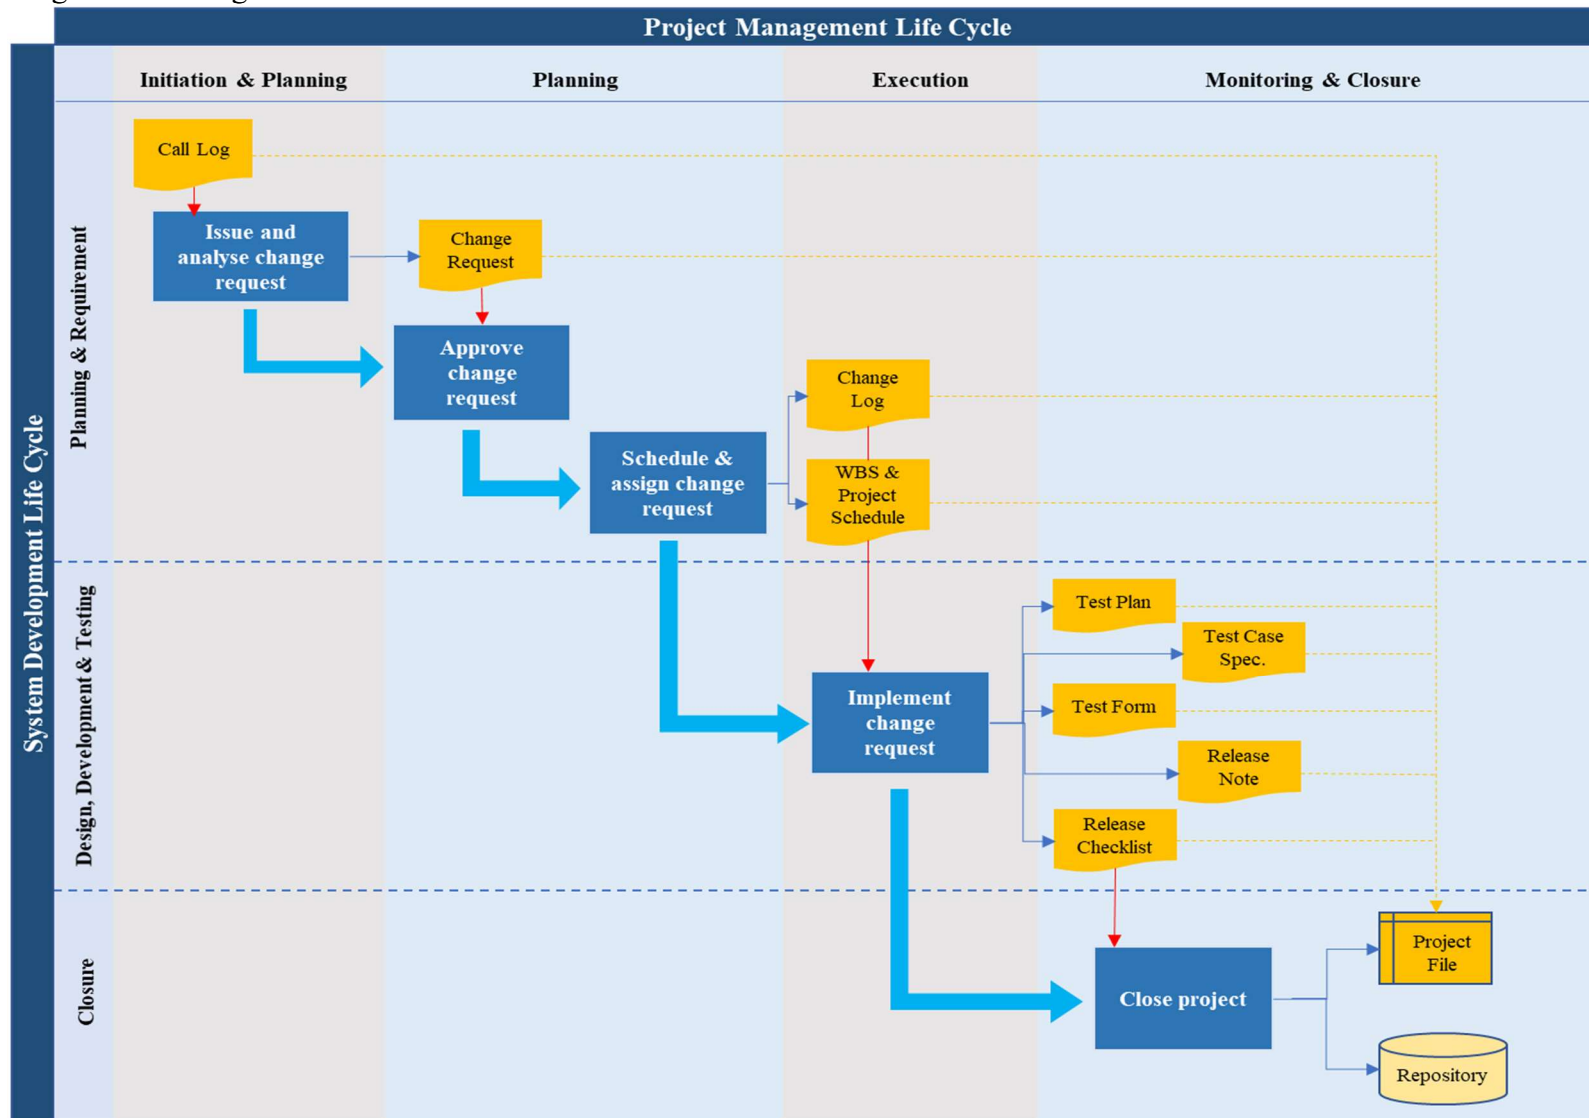 Project Management Life Cycle
Initiation & Planning
Planning
Execution
Monitoring & Closure
System Development Life Cycle
Planning & Requirement
Call Log
Issue and
analyse change
request
Change
Request
Approve
change
request
Schedule &
assign change
request
Change
Log
WBS &
Project
Schedule
Design, Development & Testing
Implement
change
request
Test Plan
Test Case
Spec.
Test Form
Release
Note
Release
Checklist
Closure
Close project
Project
File
Repository